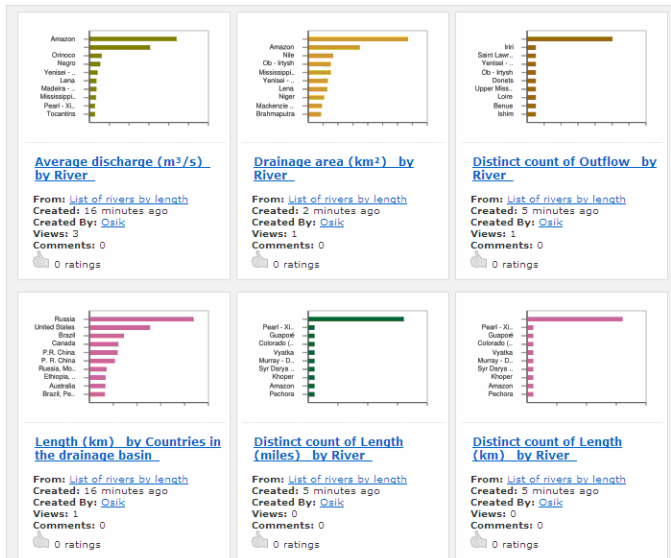 Amazon
Orinoco
Negro
Yenisei - ..
Lena
Madeira - ..
Mississippi..
Pearl - Xi..
Tocantins
Average discharge (m³/s) by River
From: List of rivers by length
Created: 16 minutes ago
Created By: Osik
Views: 3
Comments: 0
0 ratings
Amazon
Nile
Ob - Irtysh
Mississippi..
Yenisei - ..
Lena
Niger
Mackenzie ..
Brahmaputra
Drainage area (km²) by River
From: List of rivers by length
Created: 2 minutes ago
Created By: Osik
Views: 1
Comments: 0
0 ratings
Iriri
Saint Lawr..
Yenisei - ..
Ob - Irtysh
Donets
Upper Miss..
Loire
Benue
Ishim
Distinct count of Outflow by River
From: List of rivers by length
Created: 5 minutes ago
Created By: Osik
Views: 1
Comments: 0
0 ratings
Russia
United States
Brazil
Canada
P.R. China
P. R. China
Russia, Mo..
Ethiopia, ..
Australia
Brazil, Pe..
Length (km) by Countries in the drainage basin
From: List of rivers by length
Created: 16 minutes ago
Created By: Osik
Views: 1
Comments: 0
0 ratings
Pearl - Xi..
Guaporé
Colorado (..
Vyatka
Murray - D..
Syr Darya ..
Khoper
Amazon
Pechora
Distinct count of Length (miles) by River
From: List of rivers by length
Created: 5 minutes ago
Created By: Osik
Views: 0
Comments: 0
0 ratings
Pearl - Xi..
Guaporé
Colorado (..
Vyatka
Murray - D..
Syr Darya ..
Khoper
Amazon
Pechora
Distinct count of Length (km) by River
From: List of rivers by length
Created: 5 minutes ago
Created By: Osik
Views: 0
Comments: 0
0 ratings